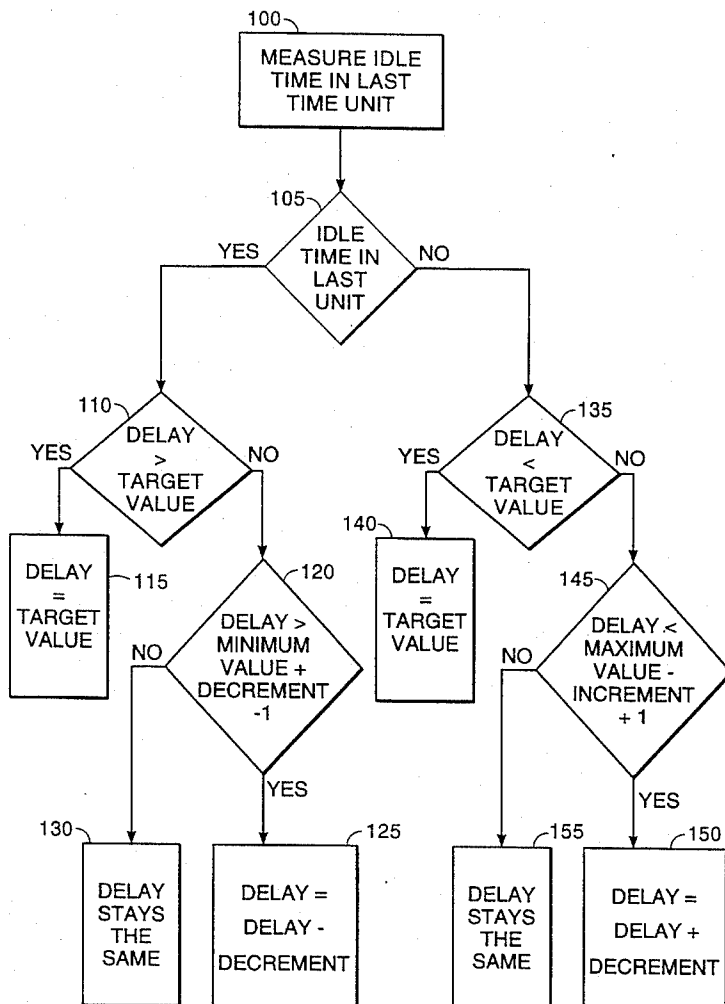 100
MEASURE IDLE
TIME IN LAST
TIME UNIT
105
IDLE
TIME IN
LAST
UNIT
YES
NO
110
DELAY
>
TARGET
VALUE
YES
NO
135
DELAY
<
TARGET
VALUE
YES
NO
115
DELAY
=
TARGET
VALUE
120
DELAY >
MINIMUM
VALUE +
DECREMENT
-1
NO
YES
140
DELAY
=
TARGET
VALUE
145
DELAY <
MAXIMUM
VALUE -
INCREMENT
+ 1
NO
YES
130
DELAY
STAYS
THE
SAME
125
DELAY =
DELAY -
DECREMENT
155
DELAY
STAYS
THE
SAME
150
DELAY =
DELAY +
DECREMENT